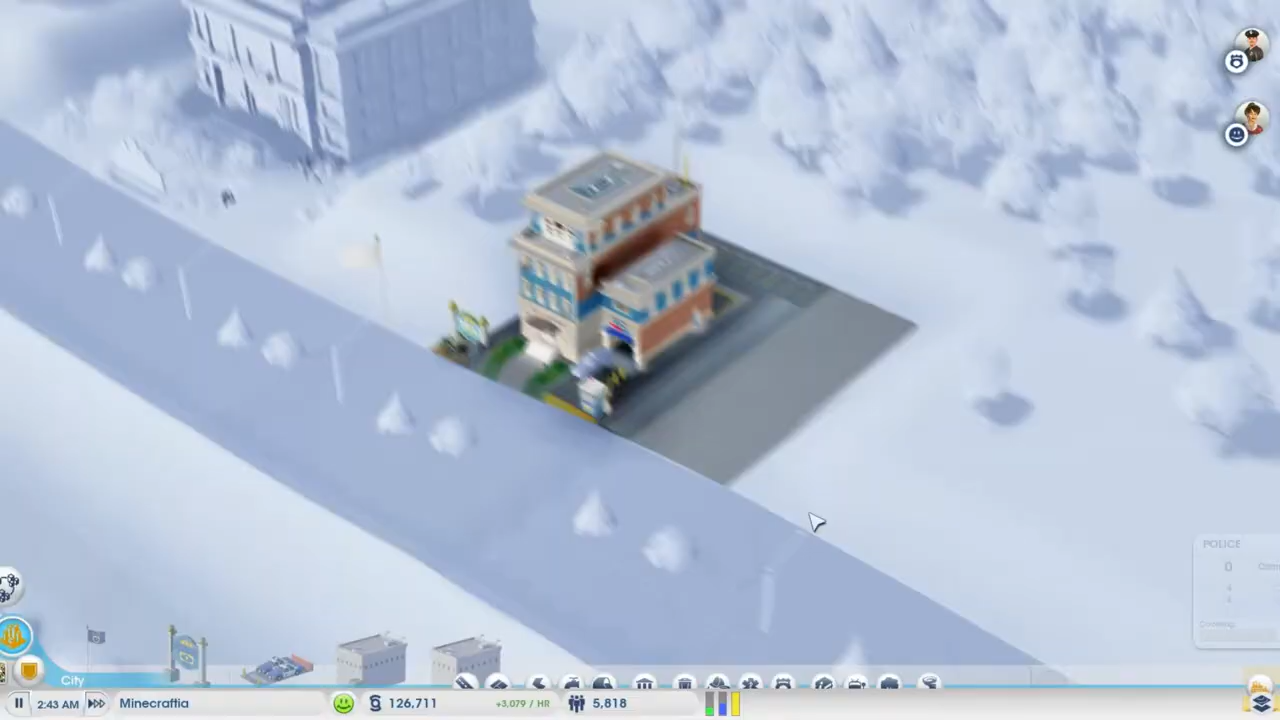 POLICE
0
City
2:43 AM
Minecraftia
126,711
+3,079 / HR
5,818